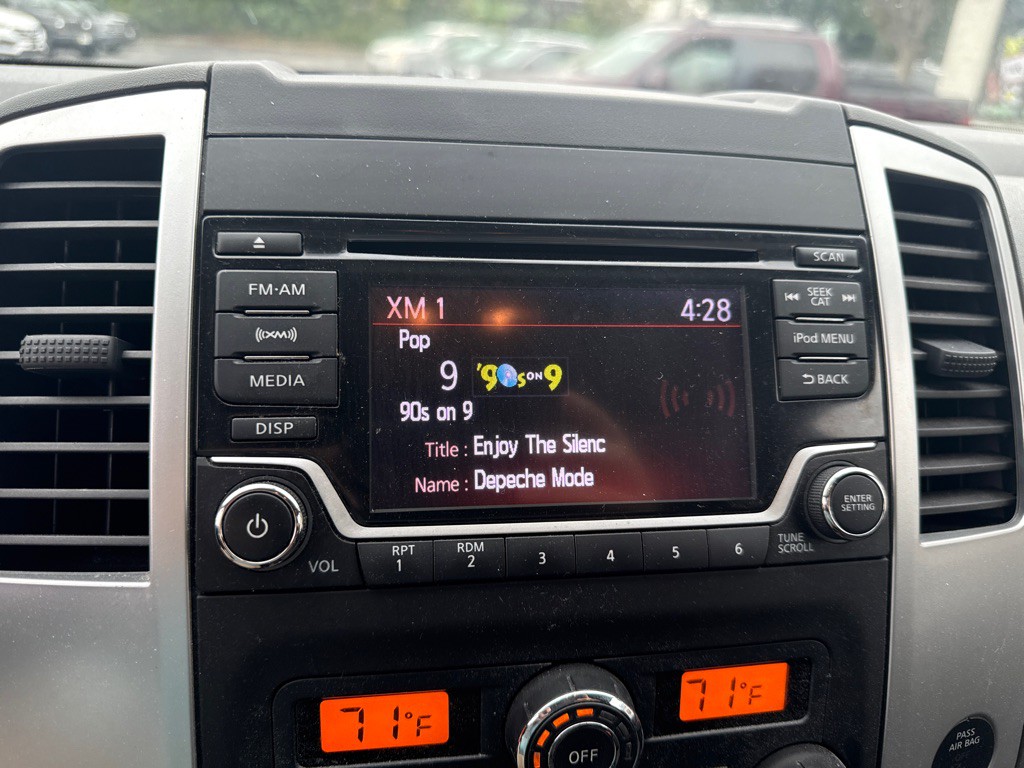 SCAN
FM·AM
SEEK
CAT
XM 1
4:28
((XM))
Pop
iPod MENU
9 '90s ON 9
MEDIA
BACK
90s on 9
DISP
Title : Enjoy The Silenc
Name : Depeche Mode
ENTER
SETTING
VOL
RPT
1
RDM
2
3
4
5
6
TUNE
SCROLL
71°F
71°F
OFF
PASS
AIR BAG